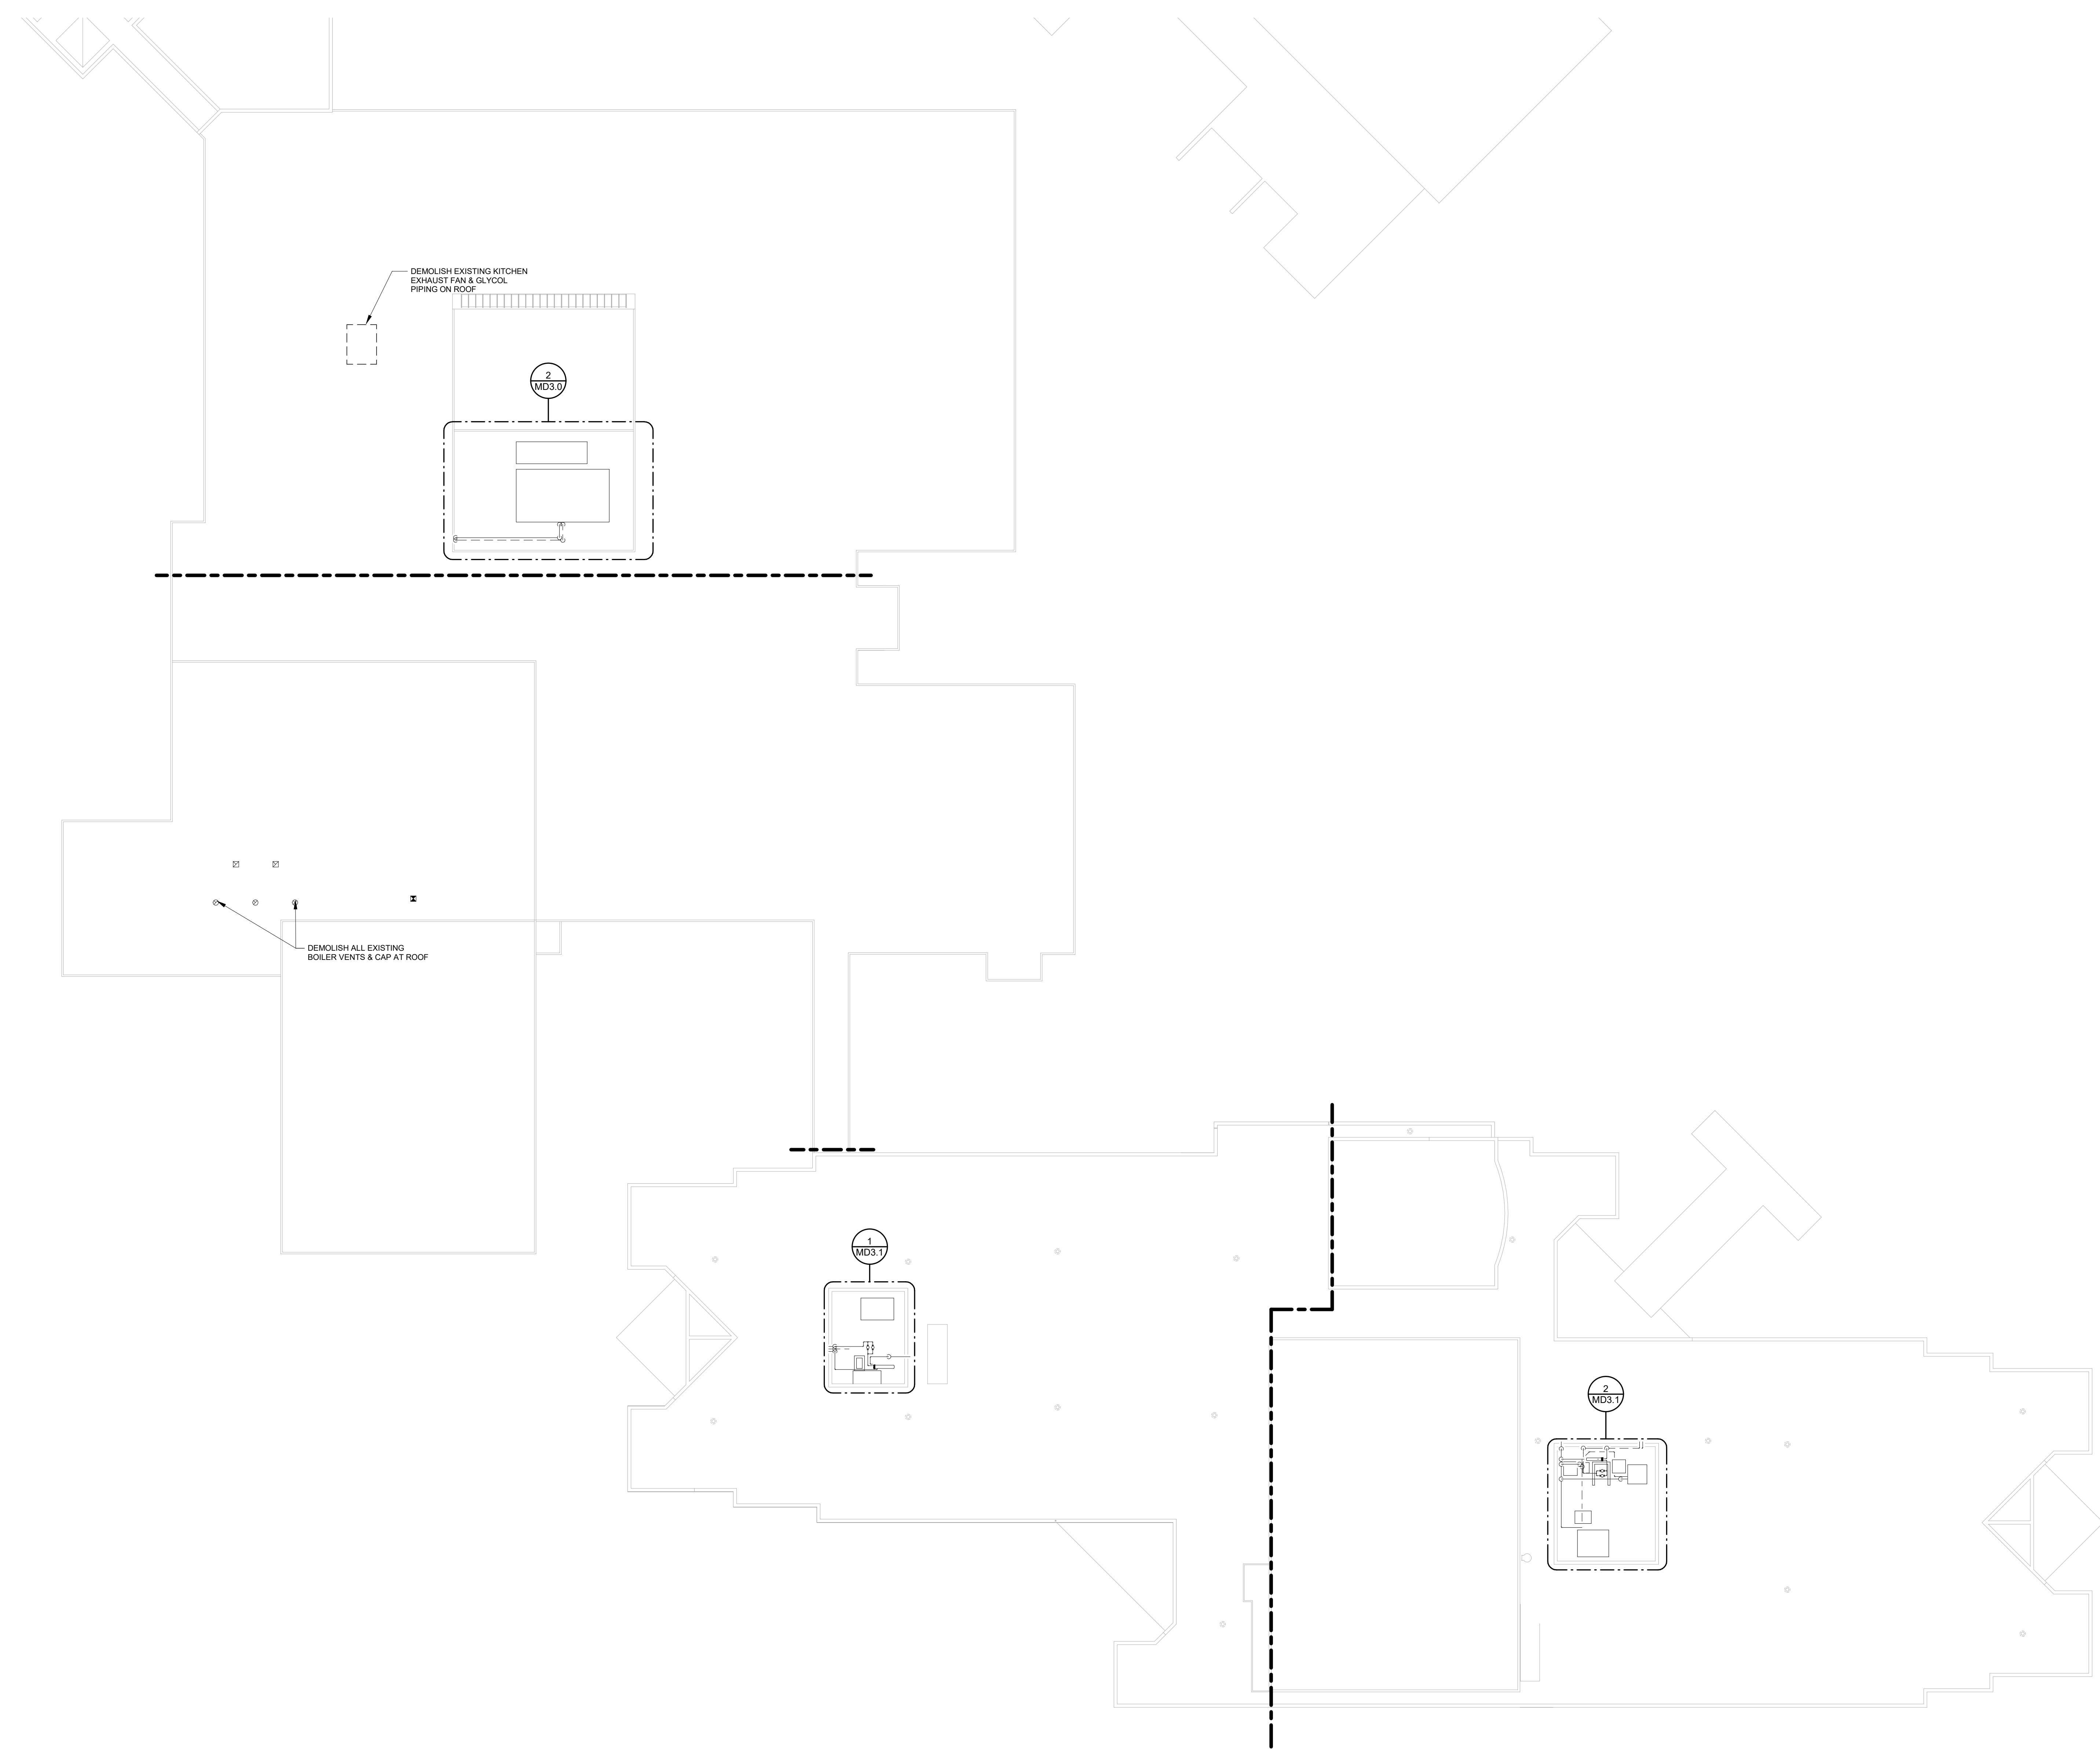 DEMOLISH EXISTING KITCHEN
EXHAUST FAN & GLYCOL
PIPING ON ROOF
2
MD3.0
DEMOLISH ALL EXISTING
BOILER VENTS & CAP AT ROOF
1
MD3.1
2
MD3.1